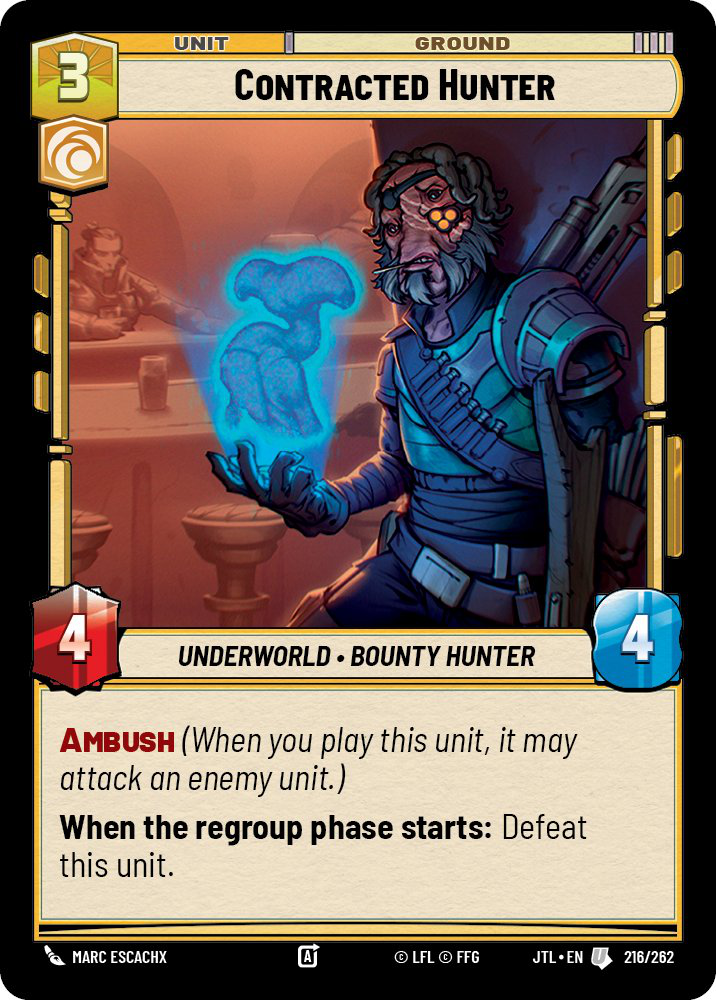 UNIT
GROUND
3
CONTRACTED HUNTER
4
UNDERWORLD • BOUNTY HUNTER
4
AMBUSH (When you play this unit, it may
attack an enemy unit.)
When the regroup phase starts: Defeat
this unit.
MARC ESCACHX
A
© LFL © FFG
JTL • EN
U
216/262